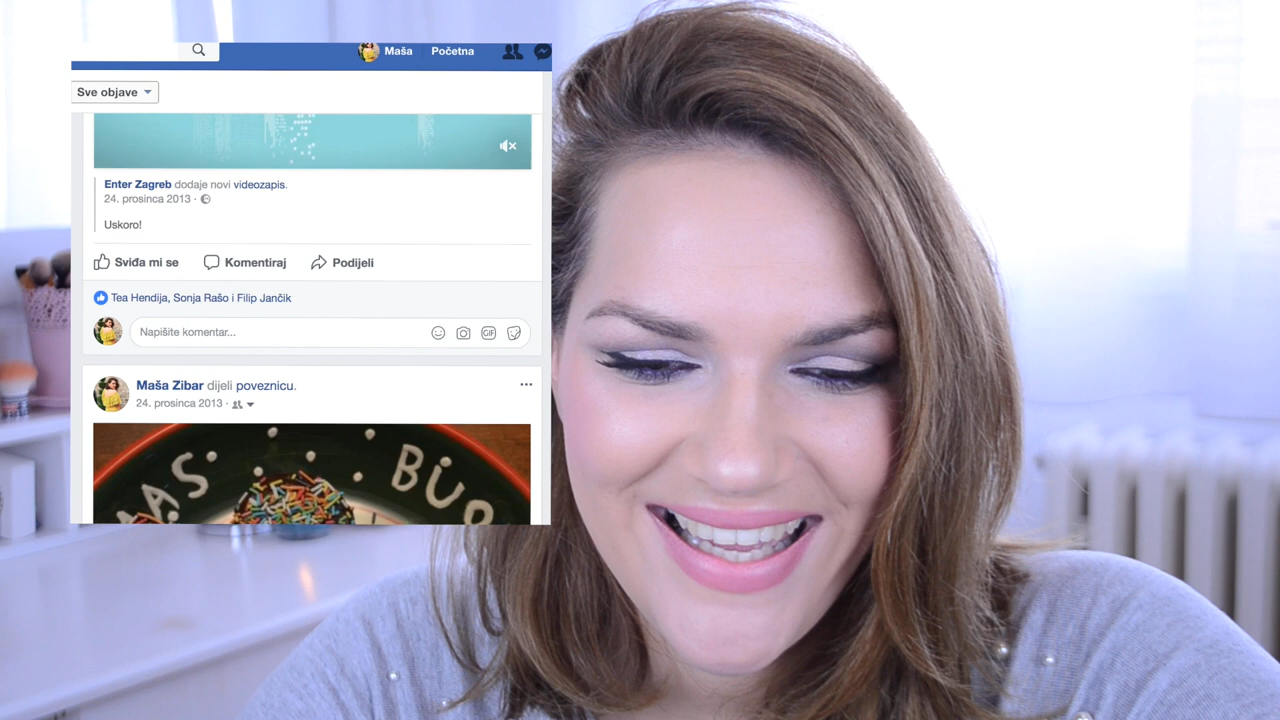 Maša Početna
Sve objave
Enter Zagreb dodaje novi videozapis.
24. prosinca 2013
Uskoro!
Sviđa mi se Komentiraj Podijeli
Tea Hendija, Sonja Rašo i Filip Jančik
Napišite komentar... GIF
Maša Zibar dijeli poveznicu.
24. prosinca 2013